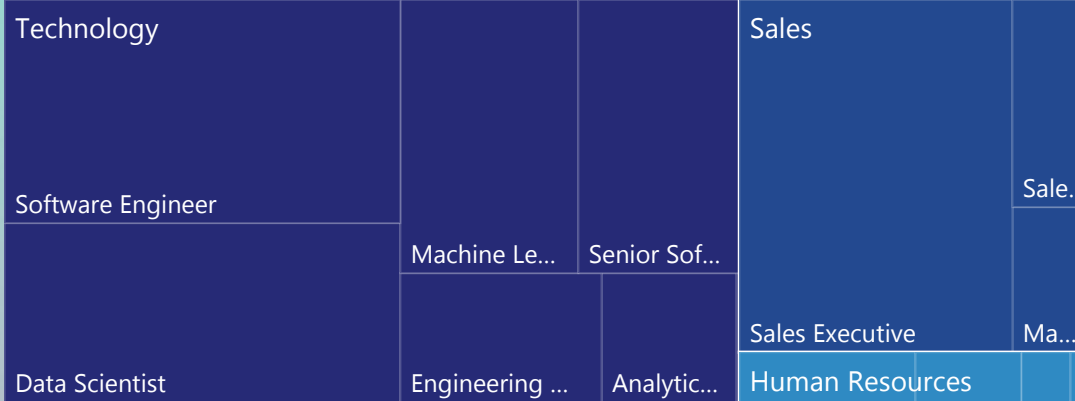 Technology
Software Engineer
Data Scientist
Machine Le...
Senior Sof...
Engineering ...
Analytic...
Sales
Sales Executive
Sale.
Ma...
Human Resources